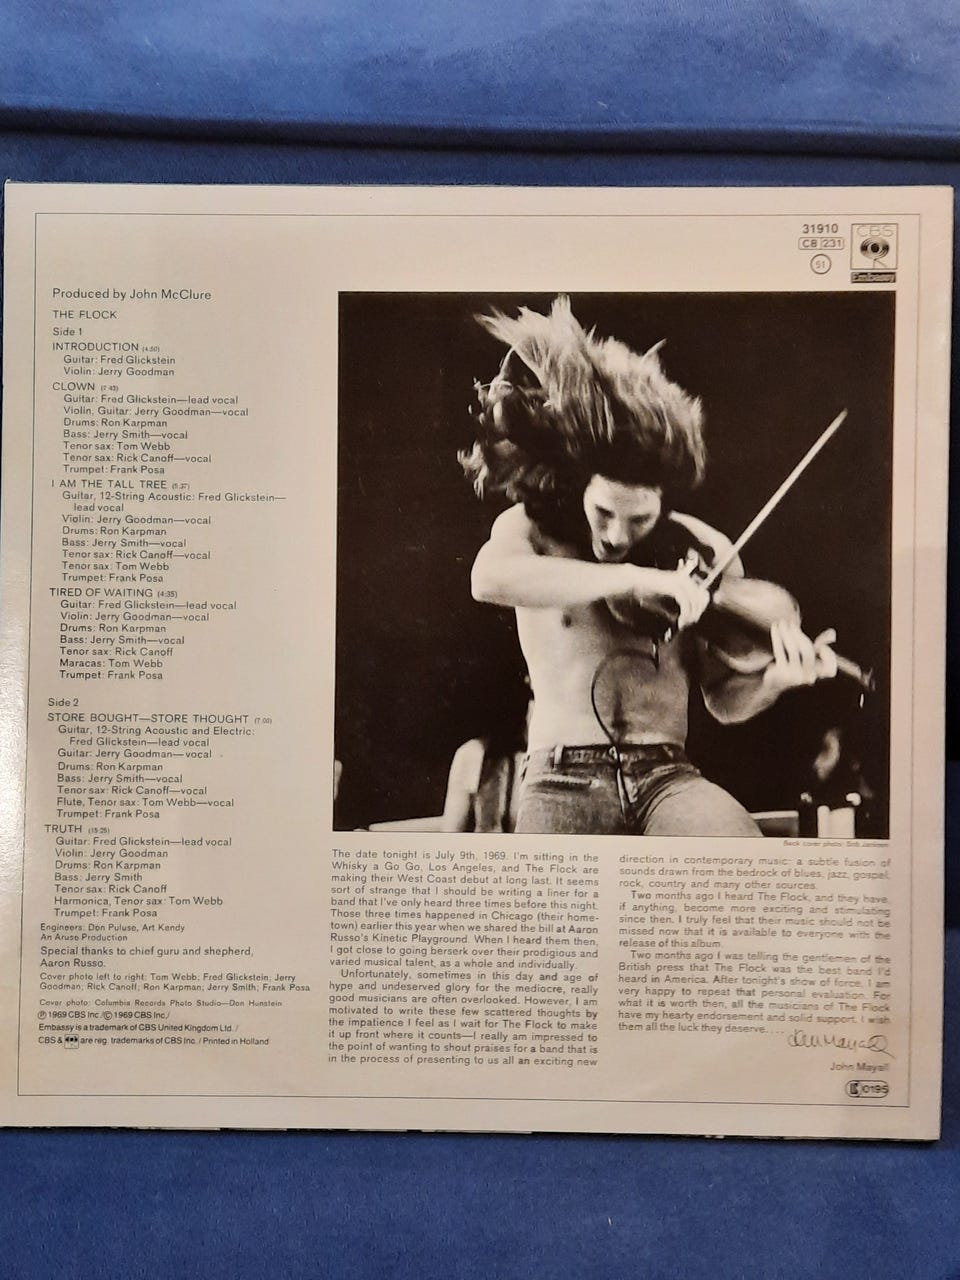 31910
CB 231
51
CBS
Embassy
Produced by John McClure
THE FLOCK
Side 1
INTRODUCTION (4:50)
Guitar: Fred Glickstein
Violin: Jerry Goodman
CLOWN (7:43)
Guitar: Fred Glickstein—lead vocal
Violin, Guitar: Jerry Goodman—vocal
Drums: Ron Karpman
Bass: Jerry Smith—vocal
Tenor sax: Tom Webb
Tenor sax: Rick Canoff—vocal
Trumpet: Frank Posa
I AM THE TALL TREE (5:37)
Guitar, 12-String Acoustic: Fred Glickstein—
lead vocal
Violin: Jerry Goodman—vocal
Drums: Ron Karpman
Bass: Jerry Smith—vocal
Tenor sax: Rick Canoff—vocal
Tenor sax: Tom Webb
Trumpet: Frank Posa
TIRED OF WAITING (4:35)
Guitar: Fred Glickstein—lead vocal
Violin: Jerry Goodman—vocal
Drums: Ron Karpman
Bass: Jerry Smith—vocal
Tenor sax: Rick Canoff
Maracas: Tom Webb
Trumpet: Frank Posa
Side 2
STORE BOUGHT—STORE THOUGHT (7:00)
Guitar, 12-String Acoustic and Electric:
Fred Glickstein—lead vocal
Guitar: Jerry Goodman—vocal
Drums: Ron Karpman
Bass: Jerry Smith—vocal
Tenor sax: Rick Canoff—vocal
Flute, Tenor sax: Tom Webb—vocal
Trumpet: Frank Posa
TRUTH (15:25)
Guitar: Fred Glickstein—lead vocal
Violin: Jerry Goodman
Drums: Ron Karpman
Bass: Jerry Smith
Tenor sax: Rick Canoff
Harmonica, Tenor sax: Tom Webb
Trumpet: Frank Posa
Engineers: Don Puluse, Art Kendy
An Aruse Production
Special thanks to chief guru and shepherd,
Aaron Russo.
Cover photo left to right: Tom Webb; Fred Glickstein; Jerry
Goodman; Rick Canoff; Ron Karpman; Jerry Smith; Frank Posa
Cover photo: Columbia Records Photo Studio—Don Hunstein
Ⓟ 1969 CBS Inc./Ⓒ 1969 CBS Inc./
Embassy is a trademark of CBS United Kingdom Ltd./
CBS & are reg. trademarks of CBS Inc./Printed in Holland
Back cover photo: Bob Jenkins
The date tonight is July 9th, 1969. I'm sitting in the
Whisky a Go Go, Los Angeles, and The Flock are
making their West Coast debut at long last. It seems
sort of strange that I should be writing a liner for a
band that I've only heard three times before this night.
Those three times happened in Chicago (their home-
town) earlier this year when we shared the bill at Aaron
Russo's Kinetic Playground. When I heard them then,
I got close to going berserk over their prodigious and
varied musical talent, as a whole and individually.
Unfortunately, sometimes in this day and age of
hype and undeserved glory for the mediocre, really
good musicians are often overlooked. However, I am
motivated to write these few scattered thoughts by
the impatience I feel as I wait for The Flock to make
it up front where it counts—I really am impressed to
the point of wanting to shout praises for a band that is
in the process of presenting to us all an exciting new
direction in contemporary music: a subtle fusion of
sounds drawn from the bedrock of blues, jazz, gospel,
rock, country and many other sources.
Two months ago I heard The Flock, and they have,
if anything, become more exciting and stimulating
since then. I truly feel that their music should not be
missed now that it is available to everyone with the
release of this album.
Two months ago I was telling the gentlemen of the
British press that The Flock was the best band I'd
heard in America. After tonight's show of force, I am
very happy to repeat that personal evaluation. For
what it is worth then, all the musicians of The Flock
have my hearty endorsement and solid support. I wish
them all the luck they deserve....
John Mayall
John Mayall
0195